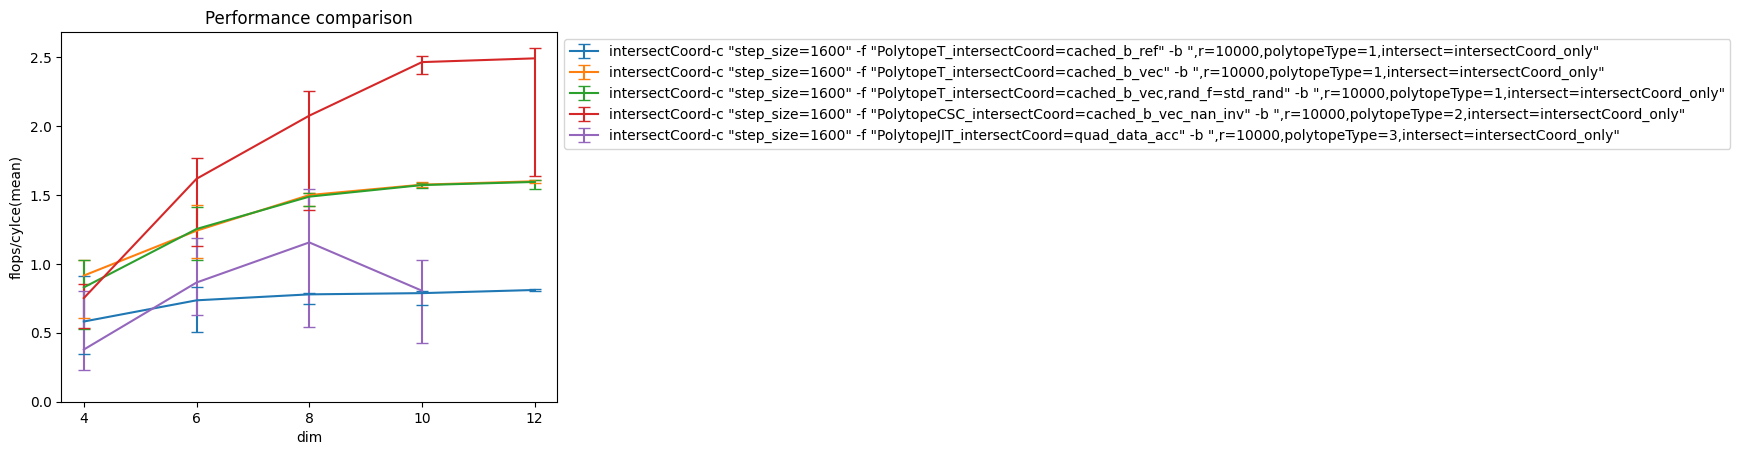 Performance comparison
flops/cylce(mean)
2.5
2.0
1.5
1.0
0.5
0.0
4
6
8
10
12
dim
intersectCoord-c "step_size=1600" -f "PolytopeT_intersectCoord=cached_b_ref" -b ",r=10000,polytopeType=1,intersect=intersectCoord_only"
intersectCoord-c "step_size=1600" -f "PolytopeT_intersectCoord=cached_b_vec" -b ",r=10000,polytopeType=1,intersect=intersectCoord_only"
intersectCoord-c "step_size=1600" -f "PolytopeT_intersectCoord=cached_b_vec,rand_f=std_rand" -b ",r=10000,polytopeType=1,intersect=intersectCoord_only"
intersectCoord-c "step_size=1600" -f "PolytopeCSC_intersectCoord=cached_b_vec_nan_inv" -b ",r=10000,polytopeType=2,intersect=intersectCoord_only"
intersectCoord-c "step_size=1600" -f "PolytopeJIT_intersectCoord=quad_data_acc" -b ",r=10000,polytopeType=3,intersect=intersectCoord_only"